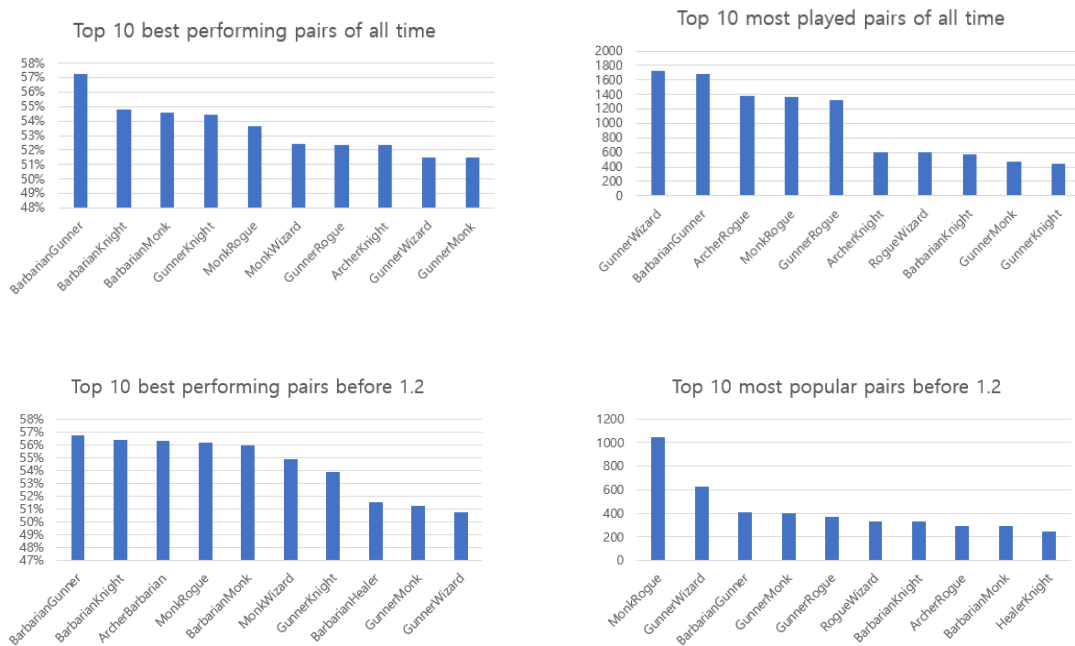 Top 10 best performing pairs of all time
58%
57%
56%
55%
54%
53%
52%
51%
50%
49%
48%
BarbarianGunner
BarbarianKnight
BarbarianMonk
GunnerKnight
MonkRogue
MonkWizard
GunnerRogue
ArcherKnight
GunnerWizard
GunnerMonk
Top 10 most played pairs of all time
2000
1800
1600
1400
1200
1000
800
600
400
200
0
GunnerWizard
BarbarianGunner
ArcherRogue
MonkRogue
GunnerRogue
ArcherKnight
RogueWizard
BarbarianKnight
GunnerMonk
GunnerKnight
Top 10 best performing pairs before 1.2
58%
57%
56%
55%
54%
53%
52%
51%
50%
49%
48%
47%
BarbarianGunner
BarbarianKnight
ArcherBarbarian
MonkRogue
BarbarianMonk
MonkWizard
GunnerKnight
BarbarianHealer
GunnerMonk
GunnerWizard
Top 10 most popular pairs before 1.2
1200
1000
800
600
400
200
0
MonkRogue
GunnerWizard
BarbarianGunner
GunnerMonk
GunnerRogue
RogueWizard
BarbarianKnight
ArcherRogue
BarbarianMonk
HealerKnight